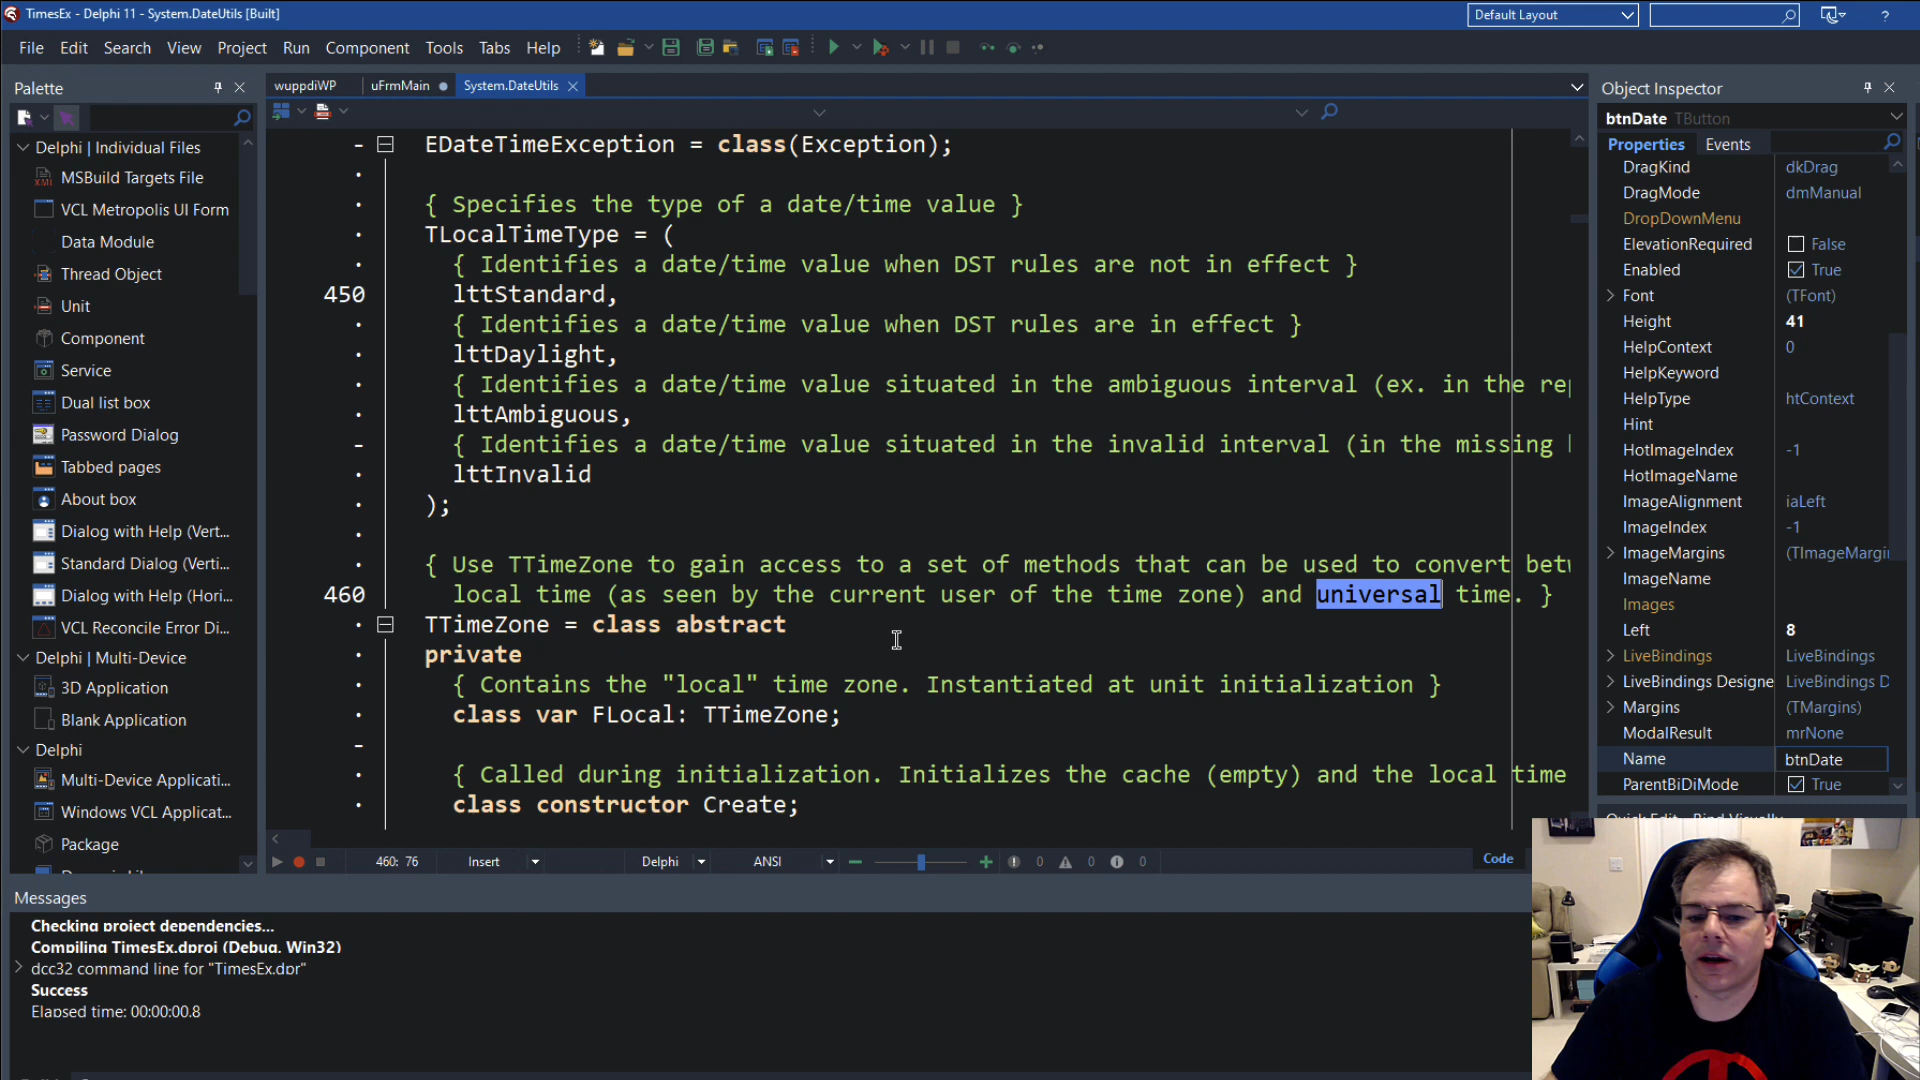 TimesEx - Delphi 11 - System.DateUtils [Built]
Default Layout
?
File Edit Search View Project Run Component Tools Tabs Help
Palette
Delphi | Individual Files
MSBuild Targets File
VCL Metropolis UI Form
Data Module
Thread Object
Unit
Component
Service
Dual list box
Password Dialog
Tabbed pages
About box
Dialog with Help (Vert...
Standard Dialog (Verti...
Dialog with Help (Hori...
VCL Reconcile Error Di...
Delphi | Multi-Device
3D Application
Blank Application
Delphi
Multi-Device Applicati...
Windows VCL Applicat...
Package
wuppdiWP uFrmMain System.DateUtils
EDateTimeException = class(Exception);
{ Specifies the type of a date/time value }
TLocalTimeType = (
{ Identifies a date/time value when DST rules are not in effect }
450 lttStandard,
{ Identifies a date/time value when DST rules are in effect }
lttDaylight,
{ Identifies a date/time value situated in the ambiguous interval (ex. in the
lttAmbiguous,
{ Identifies a date/time value situated in the invalid interval (in the missing
lttInvalid
);
{ Use TTimeZone to gain access to a set of methods that can be used to convert
460 local time (as seen by the current user of the time zone) and universal time. }
TTimeZone = class abstract
private
{ Contains the "local" time zone. Instantiated at unit initialization }
class var FLocal: TTimeZone;
{ Called during initialization. Initializes the cache (empty) and the local time
class constructor Create;
460: 76 Insert Delphi ANSI 0 0 0 Code
Object Inspector
btnDate TButton
Properties Events
DragKind dkDrag
DragMode dmManual
DropDownMenu
ElevationRequired False
Enabled True
Font (TFont)
Height 41
HelpContext 0
HelpKeyword
HelpType htContext
Hint
HotImageIndex -1
HotImageName
ImageAlignment iaLeft
ImageIndex -1
ImageMargins (TImageMargi
ImageName
Images
Left 8
LiveBindings LiveBindings
LiveBindings Designe LiveBindings D
Margins (TMargins)
ModalResult mrNone
Name btnDate
ParentBiDiMode True
Messages
Checking project dependencies...
Compiling TimesEx.dproj (Debug, Win32)
dcc32 command line for "TimesEx.dpr"
Success
Elapsed time: 00:00:00.8